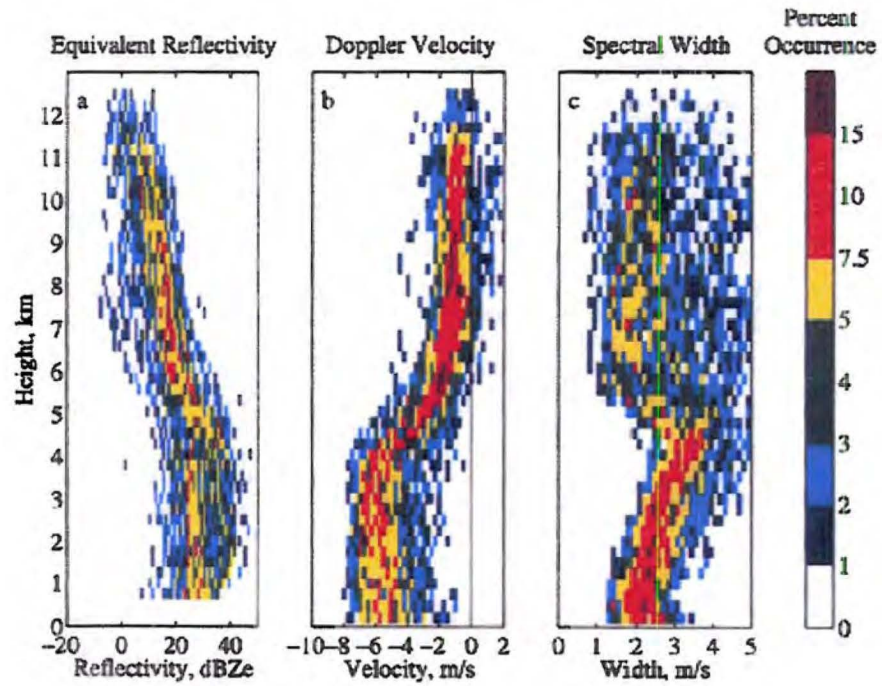 Percent
Equivalent Reflectivity Doppler Velocity Spectral Width Occurrence
a b c
12
11
10
9
8
7
6
5
4
3
2
1
0
Height, km
-20 0 20 40
Reflectivity, dBZe
-10-8 -6 -4 -2 0 2
Velocity, m/s
0 1 2 3 4 5
Width, m/s
15
10
7.5
5
4
3
2
1
0